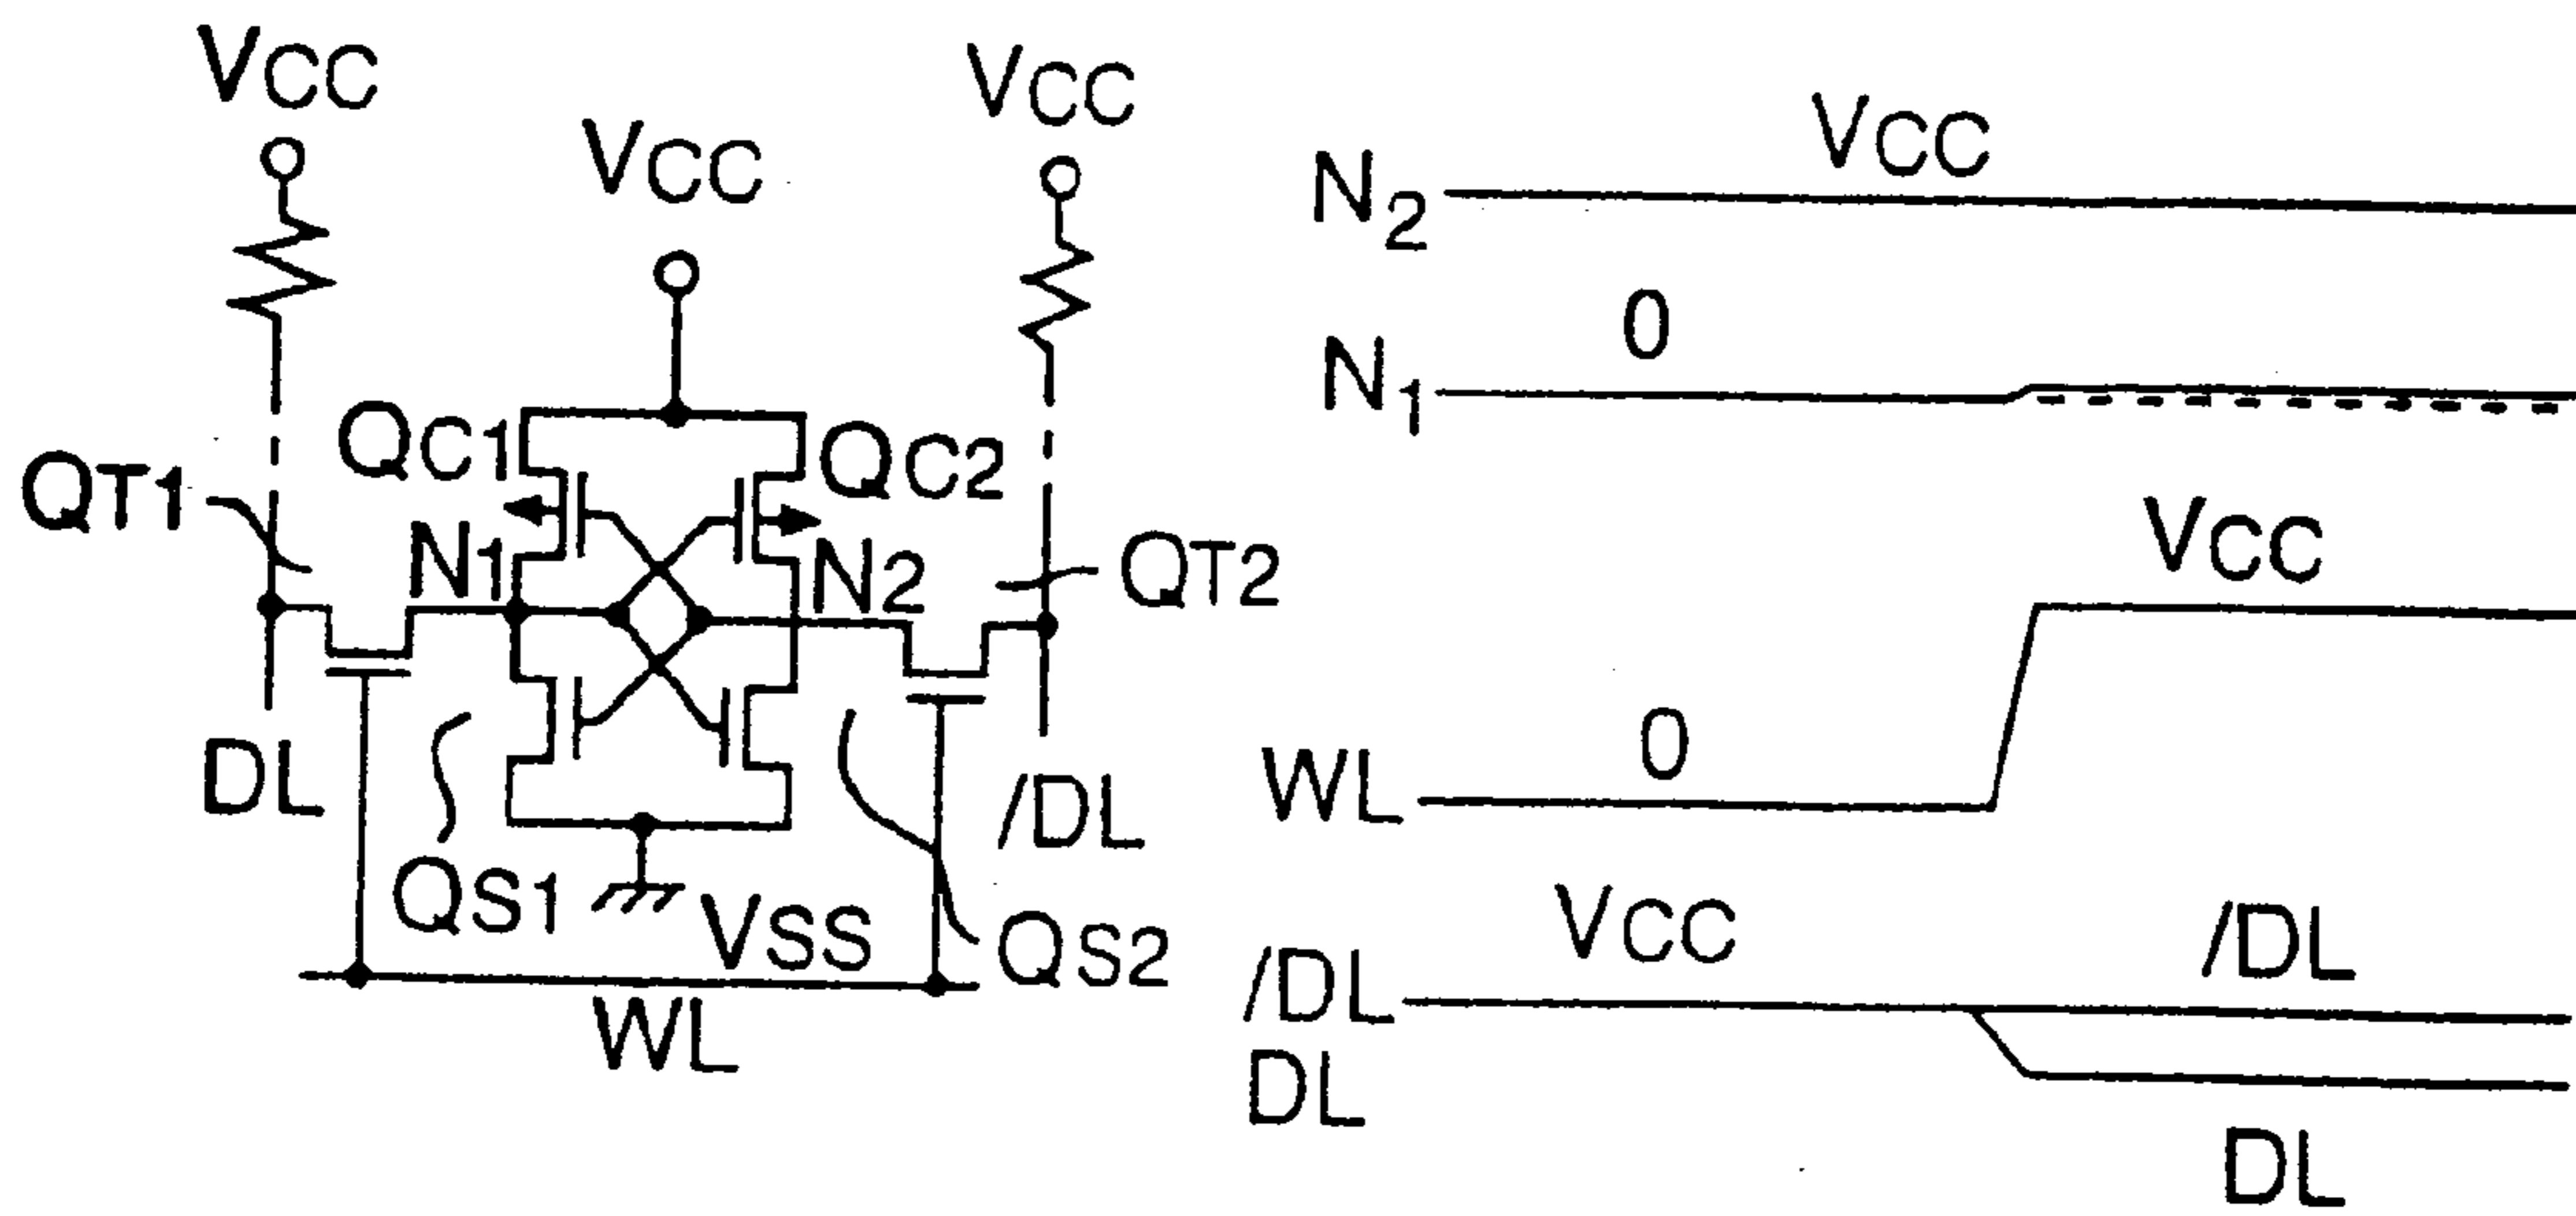 VCC
VCC
VCC
QT1
QC1
QC2
N1
N2
QT2
DL
/DL
QS1
VSS
QS2
WL
N2
VCC
N1
0
WL
0
VCC
/DL
DL
VCC
/DL
DL